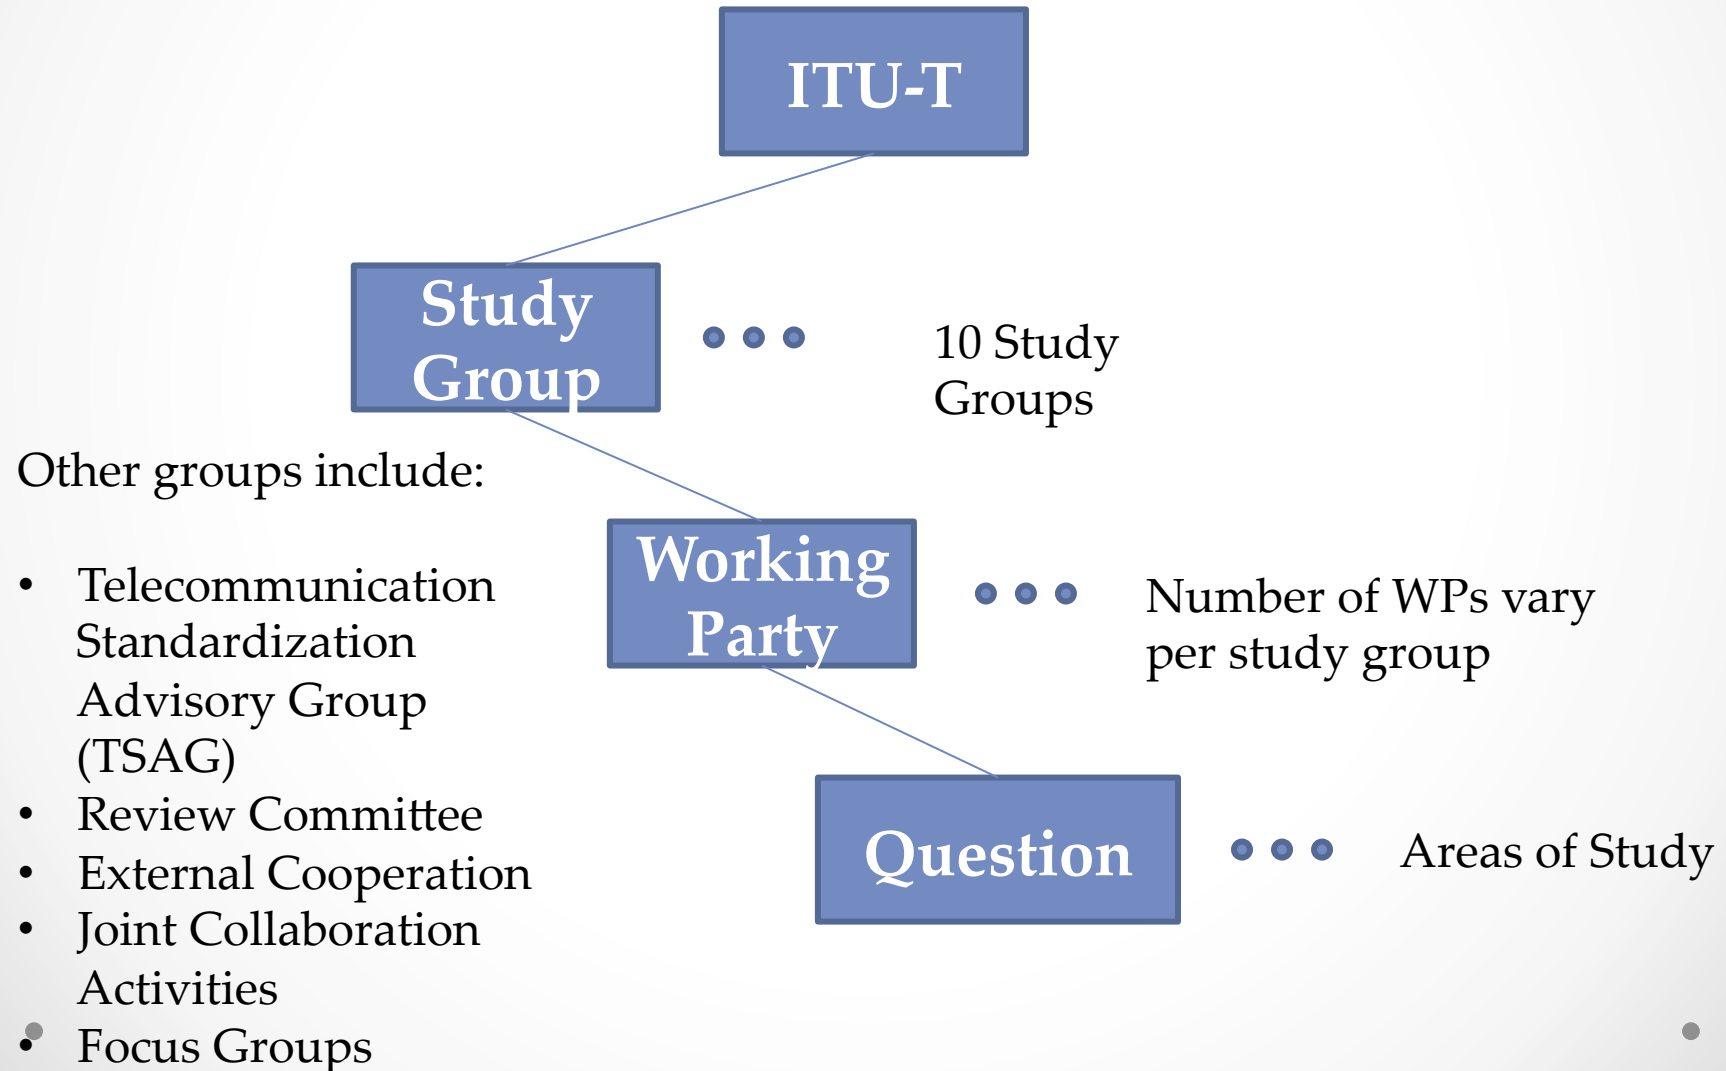 ITU-T
Study
Group
10 Study
Groups
Other groups include:
Working
Party
Number of WPs vary
per study group
• Telecommunication
Standardization
Advisory Group
(TSAG)
• Review Committee
• External Cooperation
• Joint Collaboration
Activities
• Focus Groups
Question
Areas of Study